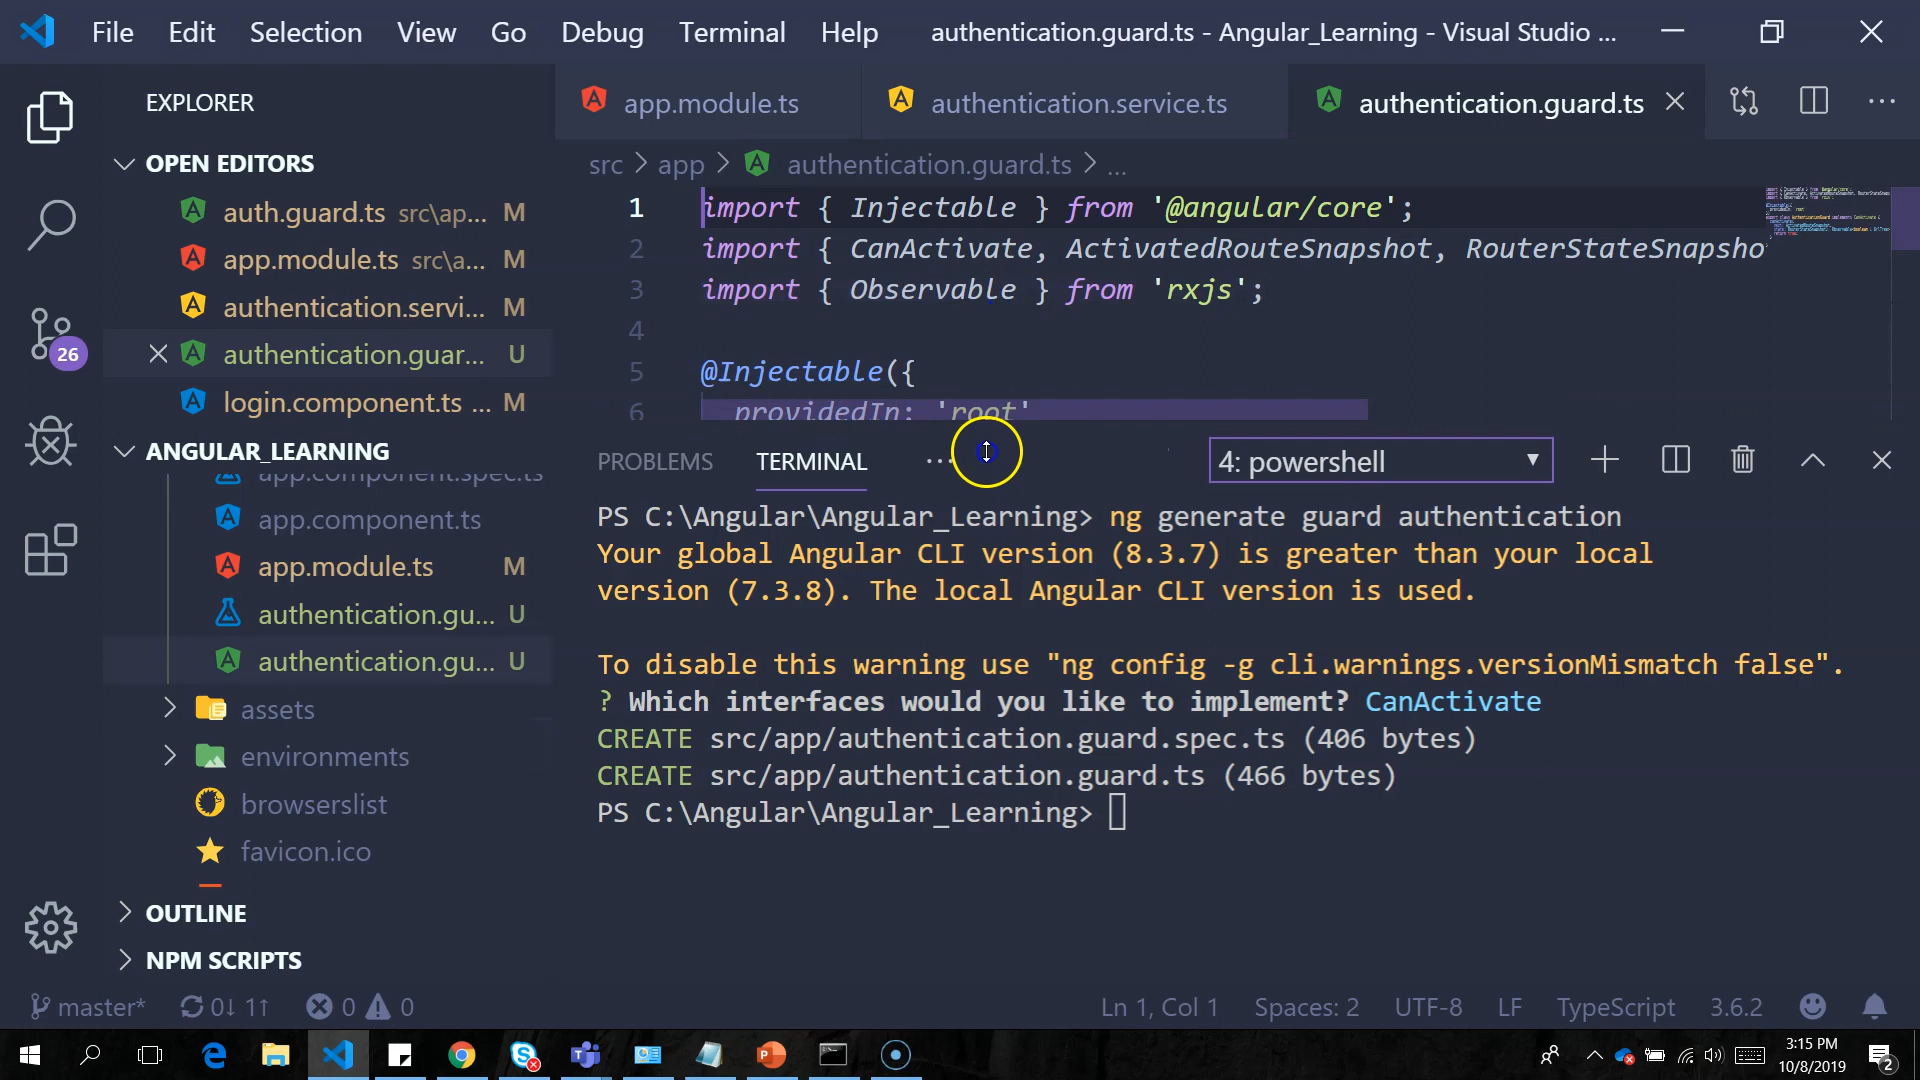 File Edit Selection View Go Debug Terminal Help authentication.guard.ts - Angular_Learning - Visual Studio ...
EXPLORER
OPEN EDITORS
auth.guard.ts src\ap... M
app.module.ts src\a... M
authentication.servi... M
authentication.guar... U
login.component.ts ... M
ANGULAR_LEARNING
app.component.spec.ts
app.component.ts
app.module.ts M
authentication.gu... U
authentication.gu... U
assets
environments
browserslist
favicon.ico
OUTLINE
NPM SCRIPTS
26
app.module.ts authentication.service.ts authentication.guard.ts
src > app > authentication.guard.ts > ...
1 import { Injectable } from '@angular/core';
2 import { CanActivate, ActivatedRouteSnapshot, RouterStateSnapsho
3 import { Observable } from 'rxjs';
4
5 @Injectable({
6 providedIn: 'root'
PROBLEMS TERMINAL ... 4: powershell
PS C:\Angular\Angular_Learning> ng generate guard authentication
Your global Angular CLI version (8.3.7) is greater than your local
version (7.3.8). The local Angular CLI version is used.
To disable this warning use "ng config -g cli.warnings.versionMismatch false".
? Which interfaces would you like to implement? CanActivate
CREATE src/app/authentication.guard.spec.ts (406 bytes)
CREATE src/app/authentication.guard.ts (466 bytes)
PS C:\Angular\Angular_Learning>
master* 0↓ 1↑ 0 0 Ln 1, Col 1 Spaces: 2 UTF-8 LF TypeScript 3.6.2
3:15 PM
10/8/2019
2